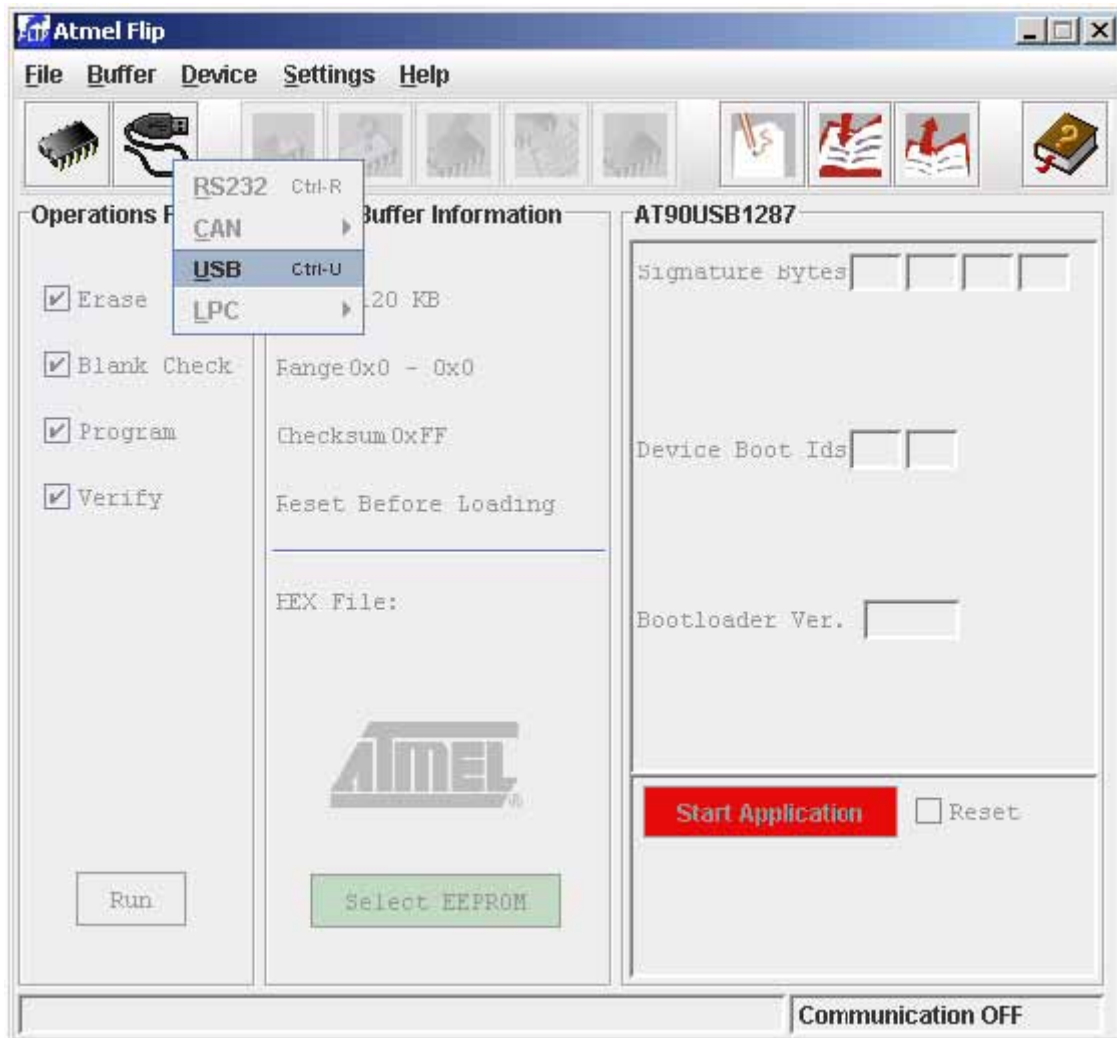 Atmel Flip
File Buffer Device Settings Help
RS232 Ctrl-R
CAN
USB Ctrl-U
LPC
Operations F
Erase
Blank Check
Program
Verify
Run
Buffer Information
120 KB
Range 0x0 - 0x0
Checksum 0xFF
Reset Before Loading
HEX File:
ATMEL
Select EEPROM
AT90USB1287
Signature Bytes
Device Boot Ids
Bootloader Ver.
Start Application Reset
Communication OFF